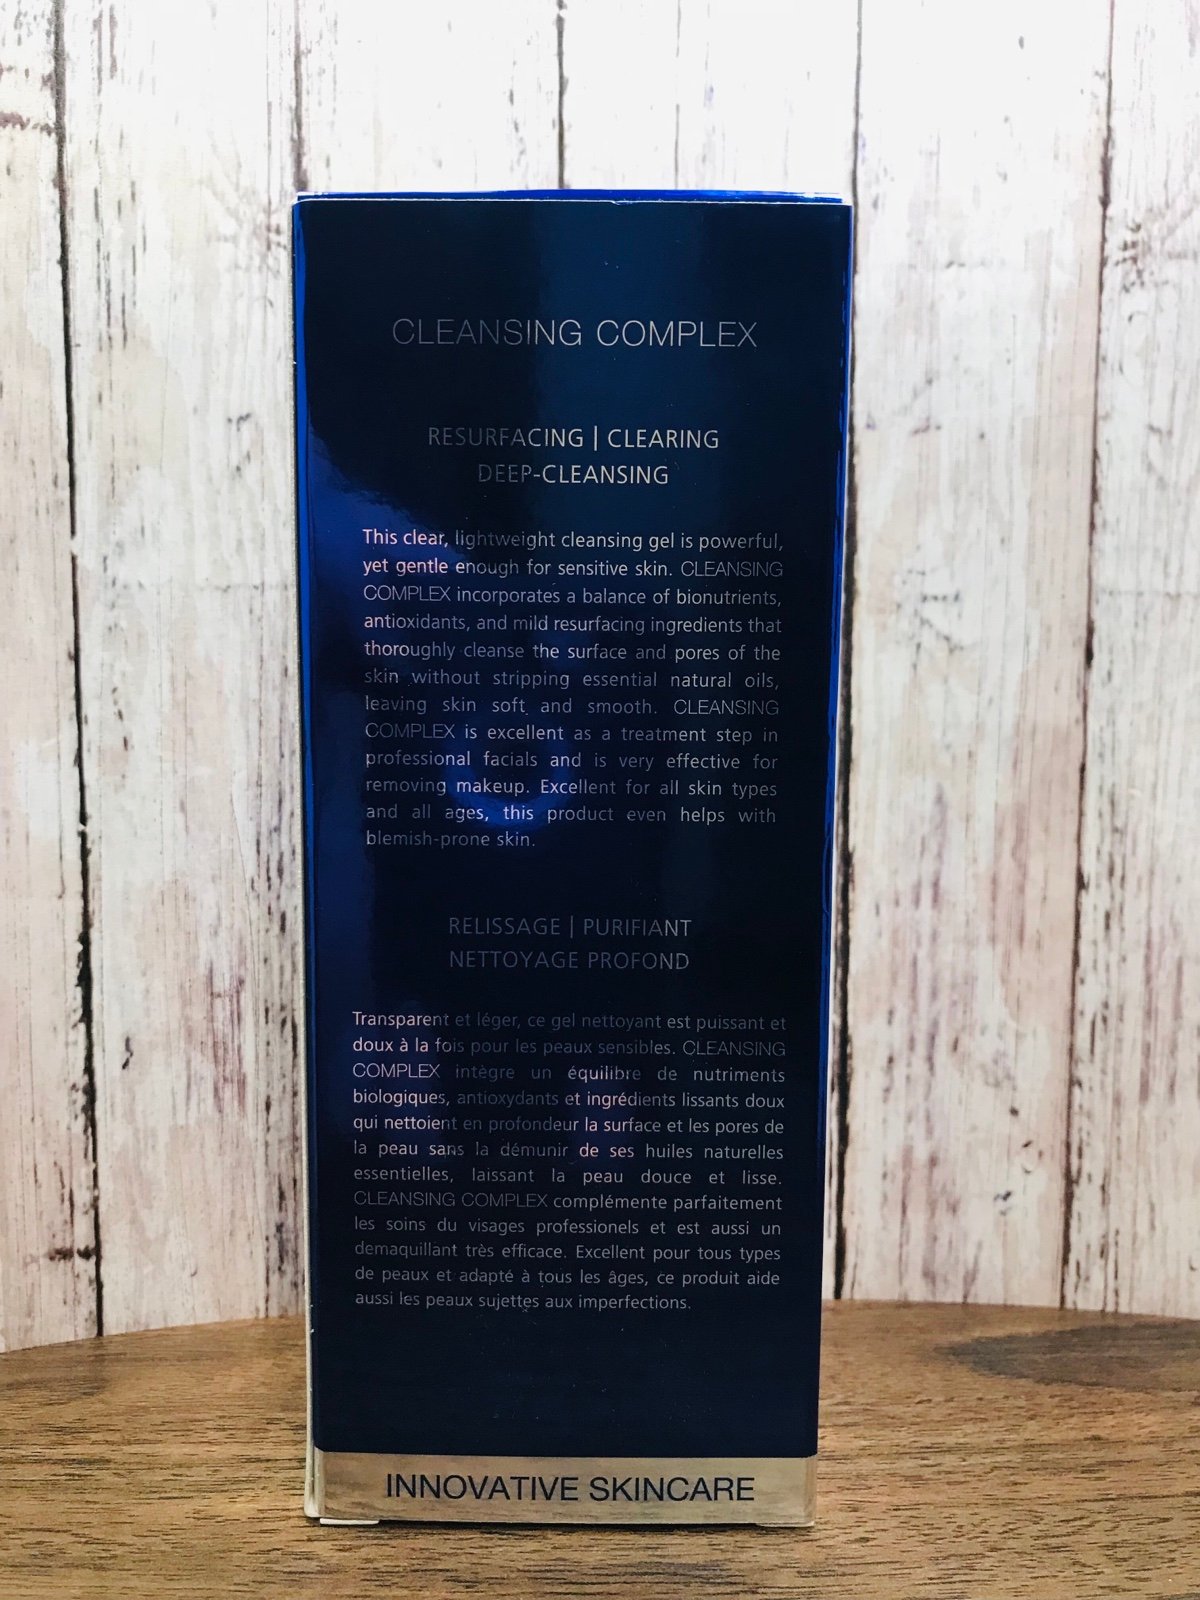 CLEANSING COMPLEX
RESURFACING | CLEARING
DEEP-CLEANSING
This clear, lightweight cleansing gel is powerful,
yet gentle enough for sensitive skin. CLEANSING
COMPLEX incorporates a balance of bionutrients,
antioxidants, and mild resurfacing ingredients that
thoroughly cleanse the surface and pores of the
skin without stripping essential natural oils,
leaving skin soft and smooth. CLEANSING
COMPLEX is excellent as a treatment step in
professional facials and is very effective for
removing makeup. Excellent for all skin types
and all ages, this product even helps with
blemish-prone skin.
RELISSAGE | PURIFIANT
NETTOYAGE PROFOND
Transparent et léger, ce gel nettoyant est puissant et
doux à la fois pour les peaux sensibles. CLEANSING
COMPLEX intègre un équilibre de nutriments
biologiques, antioxydants et ingrédients lissants doux
qui nettoient en profondeur la surface et les pores de
la peau sans la démunir de ses huiles naturelles
essentielles, laissant la peau douce et lisse.
CLEANSING COMPLEX complémente parfaitement
les soins du visages professionels et est aussi un
demaquillant très efficace. Excellent pour tous types
de peaux et adapté à tous les âges, ce produit aide
aussi les peaux sujettes aux imperfections.
INNOVATIVE SKINCARE